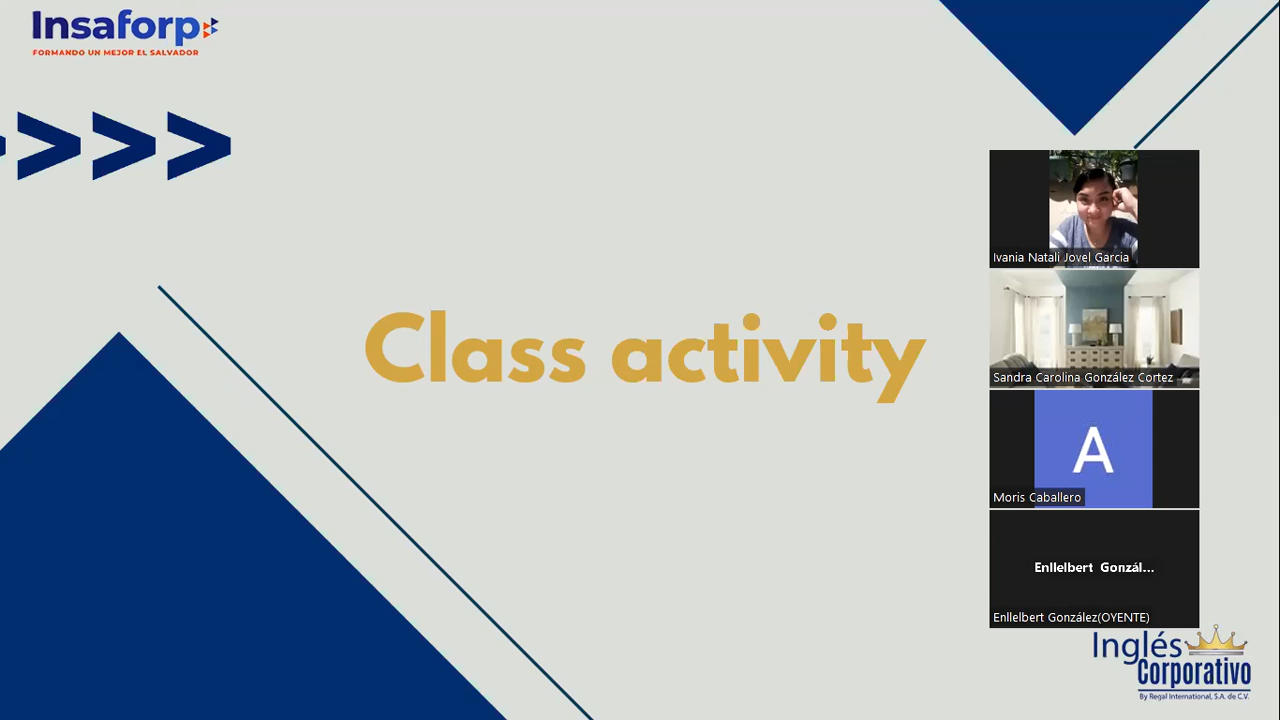 Insaforp
FORMANDO UN MEJOR EL SALVADOR
Class activity
Ivania Natali Jovel Garcia
Sandra Carolina González Cortez
A
Moris Caballero
Enllelbert Gonzál...
Enllelbert González(OYENTE)
Inglés
Corporativo
By Regal International, S.A. de C.V.